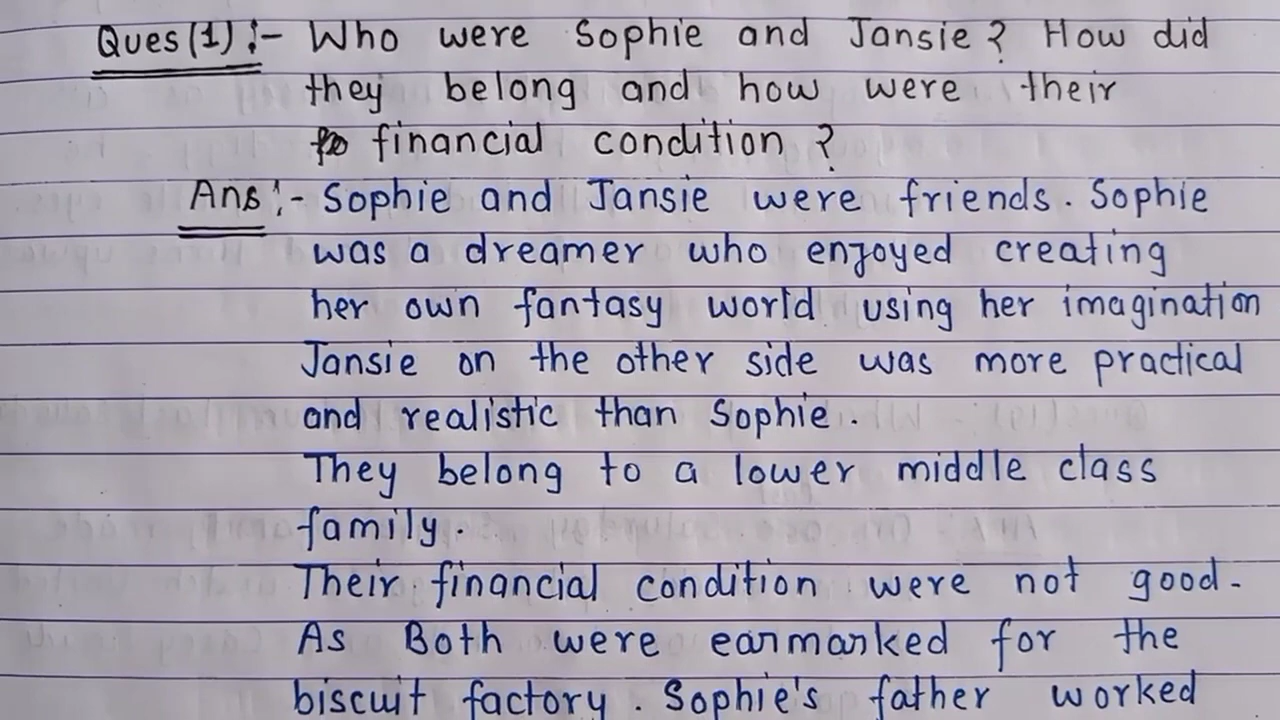 Ques (1) :- Who were Sophie and Jansie? How did
they belong and how were their
financial condition ?
Ans :- Sophie and Jansie were friends. Sophie
was a dreamer who enjoyed creating
her own fantasy world using her imagination
Jansie on the other side was more practical
and realistic than Sophie.
They belong to a lower middle class
family.
Their financial condition were not good.
As Both were earmarked for the
biscuit factory. Sophie's father worked